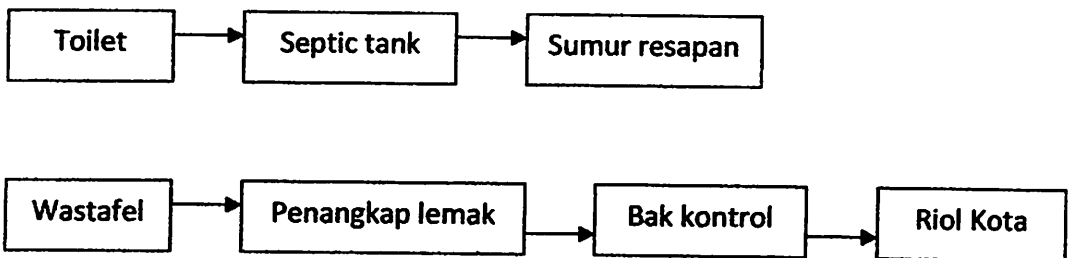 Toilet Septic tank Sumur resapan
Wastafel Penangkap lemak Bak kontrol Riol Kota